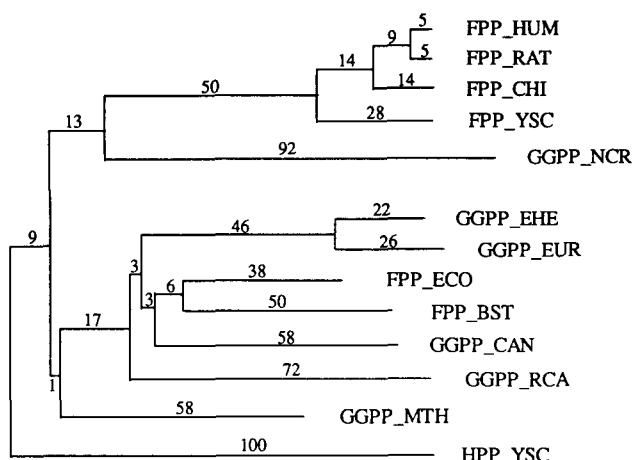 5
FPP_HUM
9
5
FPP_RAT
14
14
FPP_CHI
50
28
FPP_YSC
13
92
GGPP_NCR
22
GGPP_EHE
46
26
GGPP_EUR
9
3
38
FPP_ECO
6
3
50
FPP_BST
17
58
GGPP_CAN
72
GGPP_RCA
1
58
GGPP_MTH
100
HPP_YSC